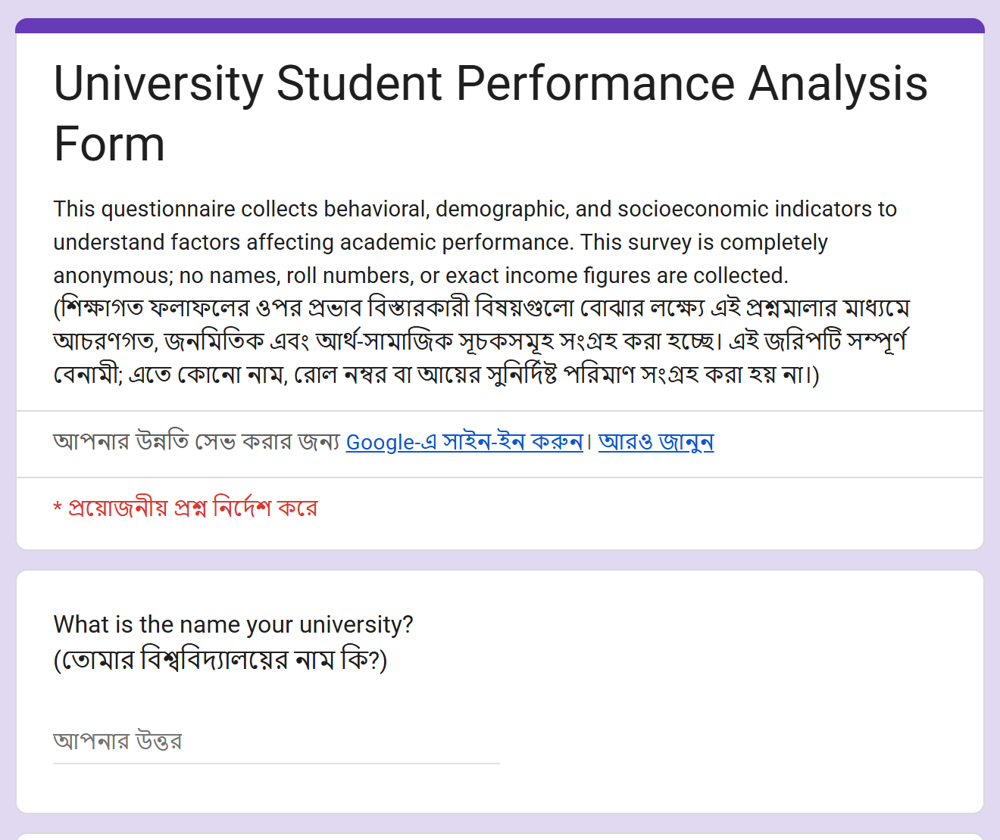 University Student Performance Analysis
Form
This questionnaire collects behavioral, demographic, and socioeconomic indicators to
understand factors affecting academic performance. This survey is completely
anonymous; no names, roll numbers, or exact income figures are collected.
(শিক্ষাগত ফলাফলের ওপর প্রভাব বিস্তারকারী বিষয়গুলো বোঝার লক্ষ্যে এই প্রশ্নমালার মাধ্যমে
আচরণগত, জনমিতিক এবং আর্থ-সামাজিক সূচকসমূহ সংগ্রহ করা হচ্ছে। এই জরিপটি সম্পূর্ণ
বেনামী; এতে কোনো নাম, রোল নম্বর বা আয়ের সুনির্দিষ্ট পরিমাণ সংগ্রহ করা হয় না।)
আপনার উন্নতি সেভ করার জন্য Google-এ সাইন-ইন করুন। আরও জানুন
* প্রয়োজনীয় প্রশ্ন নির্দেশ করে
What is the name your university?
(তোমার বিশ্ববিদ্যালয়ের নাম কি?)
আপনার উত্তর